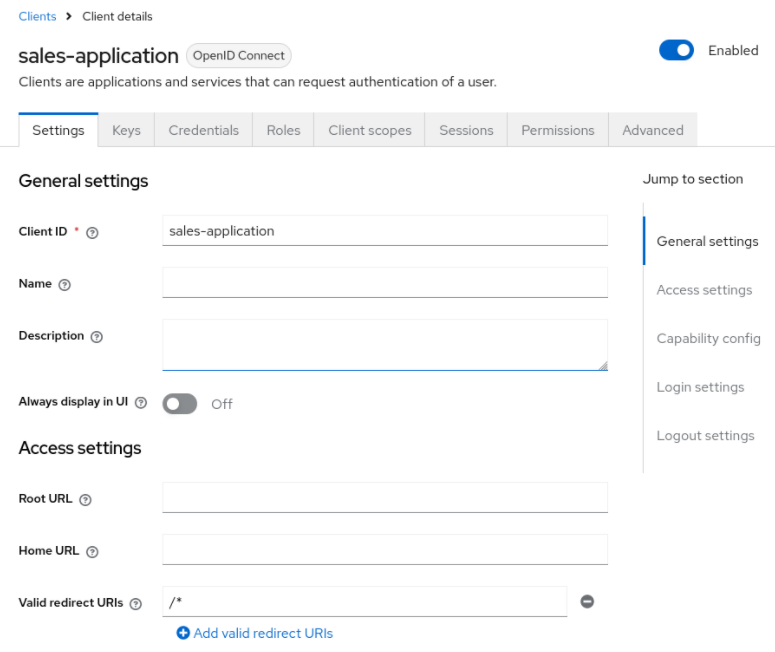 Clients > Client details
sales-application OpenID Connect Enabled
Clients are applications and services that can request authentication of a user.
Settings Keys Credentials Roles Client scopes Sessions Permissions Advanced
General settings
Jump to section
Client ID * ? sales-application
General settings
Name ?
Access settings
Description ?
Capability config
Login settings
Always display in UI ? Off
Logout settings
Access settings
Root URL ?
Home URL ?
Valid redirect URIs ? /*
Add valid redirect URIs